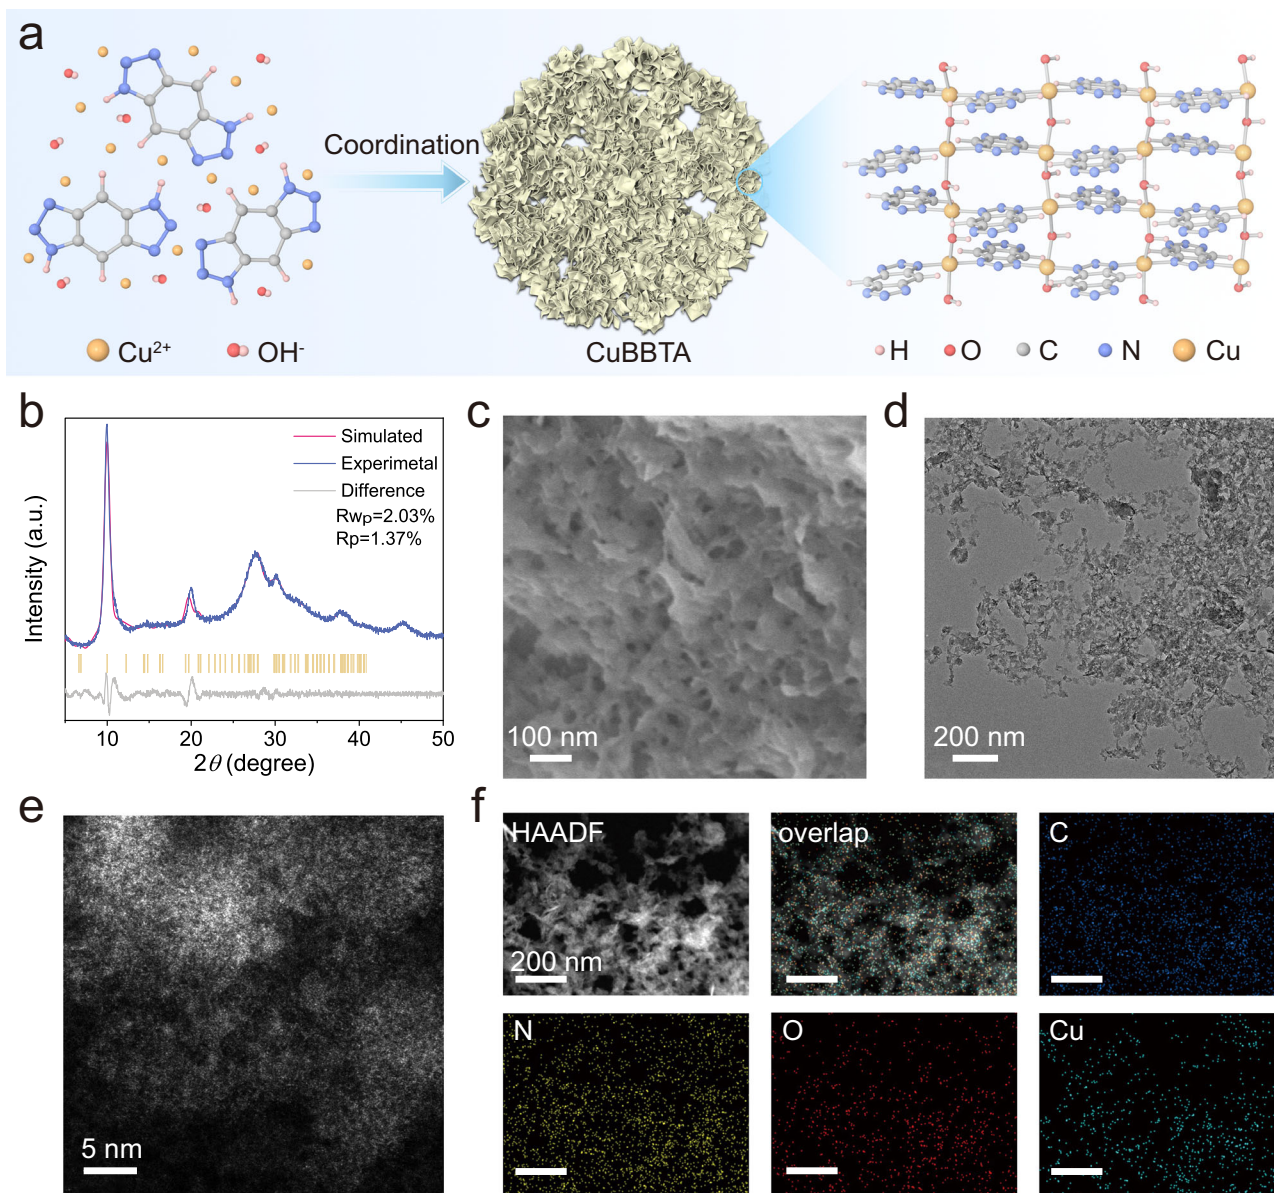 a
Coordination
Cu2+
OH-
CuBBTA
H
O
C
N
Cu
b
Simulated
Experimetal
Difference
RwP=2.03%
Rp=1.37%
Intensity (a.u.)
10
20
30
40
50
2θ (degree)
c
100 nm
d
200 nm
e
5 nm
f
HAADF
200 nm
overlap
C
N
O
Cu